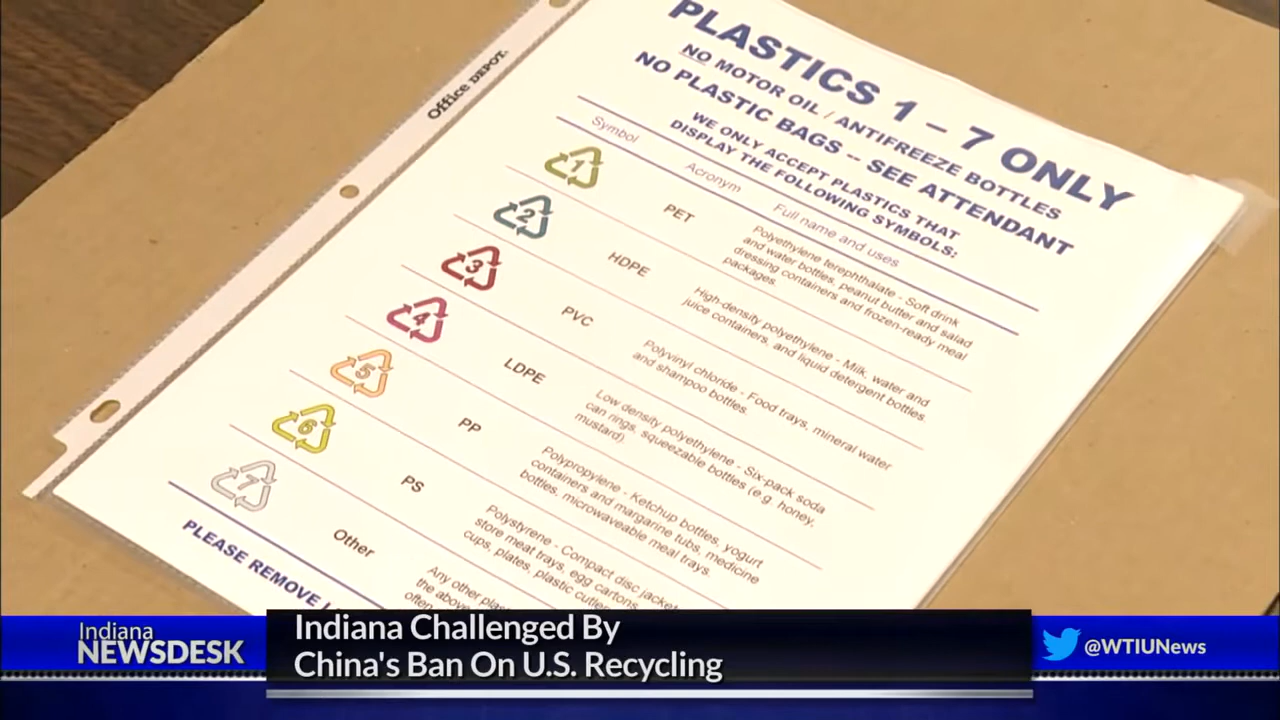 Office DEPOT.
PLASTICS 1 – 7 ONLY
NO MOTOR OIL / ANTIFREEZE BOTTLES
NO PLASTIC BAGS -- SEE ATTENDANT
WE ONLY ACCEPT PLASTICS THAT
DISPLAY THE FOLLOWING SYMBOLS:
Symbol Acronym Full name and uses
1 PET Polyethylene terephthalate - Soft drink
and water bottles, peanut butter and salad
dressing containers and frozen-ready meal
packages.
2 HDPE High-density polyethylene - Milk, water and
juice containers, and liquid detergent bottles.
3 PVC Polyvinyl chloride - Food trays, mineral water
and shampoo bottles.
4 LDPE Low density polyethylene - Six-pack soda
can rings, squeezable bottles (e.g. honey,
mustard).
5 PP Polypropylene - Ketchup bottles, yogurt
containers and margarine tubs, medicine
bottles, microwaveable meal trays.
6 PS Polystyrene - Compact disc
store meat trays, egg cartons,
cups, plates, plastic
7 Other Any other
the
PLEASE REMOVE
Indiana
NEWSDESK
Indiana Challenged By
China's Ban On U.S. Recycling
@WTIUNews